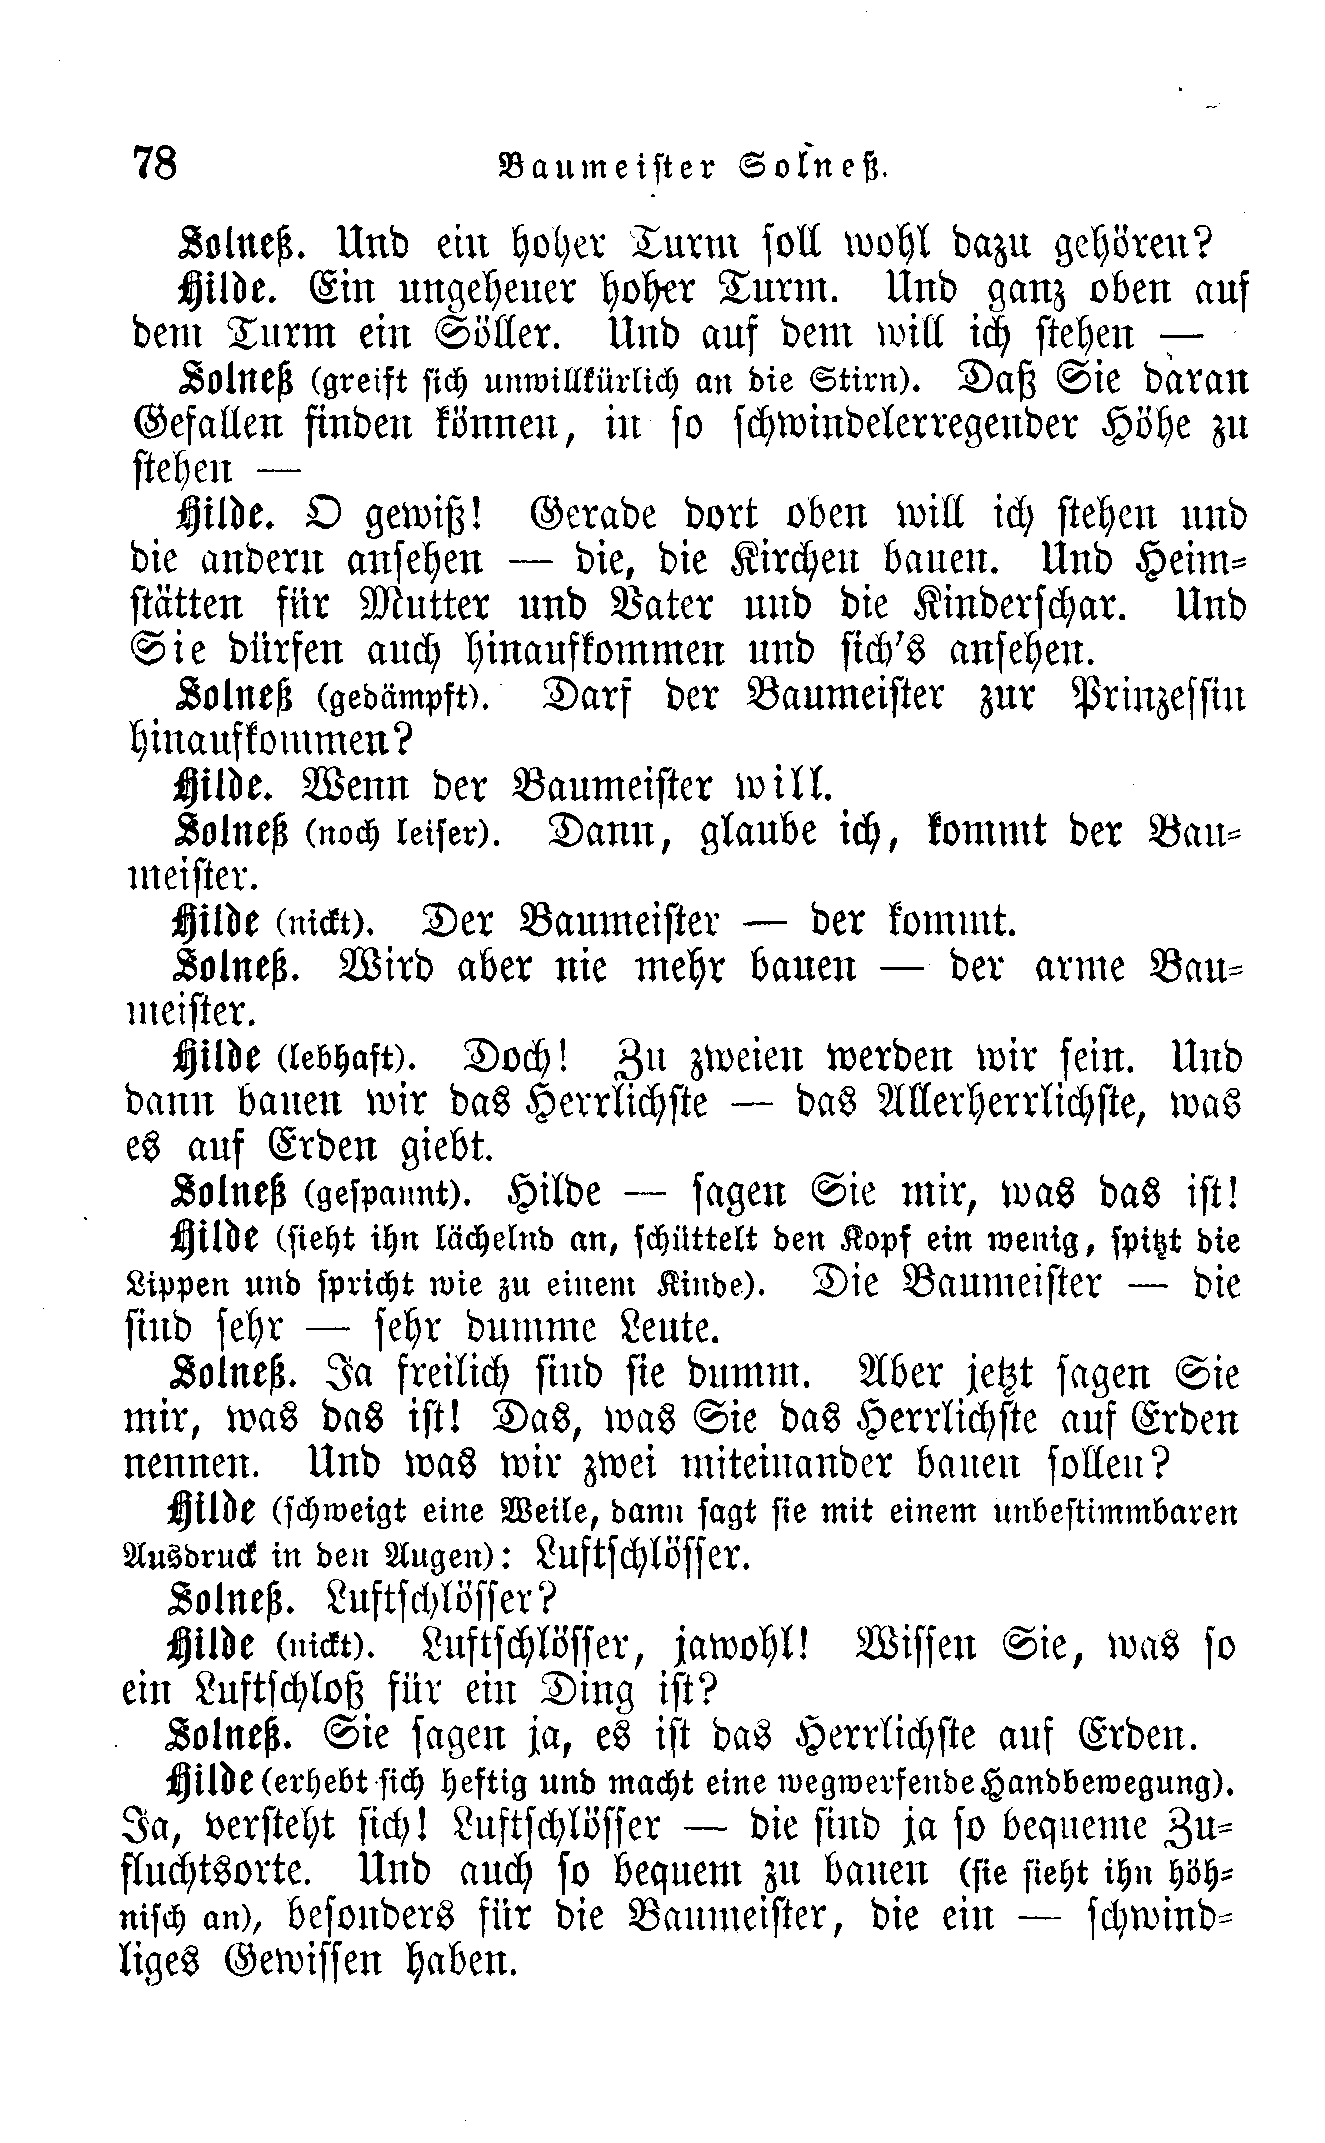 78 Baumeister Solneß.
Solneß. Und ein hoher Turm soll wohl dazu gehören?
Hilde. Ein ungeheuer hoher Turm. Und ganz oben auf
dem Turm ein Söller. Und auf dem will ich stehen —
Solneß (greift sich unwillkürlich an die Stirn). Daß Sie daran
Gefallen finden können, in so schwindelerregender Höhe zu
stehen —
Hilde. O gewiß! Gerade dort oben will ich stehen und
die andern ansehen — die, die Kirchen bauen. Und Heim-
stätten für Mutter und Vater und die Kinderschar. Und
Sie dürfen auch hinaufkommen und sich's ansehen.
Solneß (gedämpft). Darf der Baumeister zur Prinzessin
hinaufkommen?
Hilde. Wenn der Baumeister will.
Solneß (noch leiser). Dann, glaube ich, kommt der Bau-
meister.
Hilde (nickt). Der Baumeister — der kommt.
Solneß. Wird aber nie mehr bauen — der arme Bau-
meister.
Hilde (lebhaft). Doch! Zu zweien werden wir sein. Und
dann bauen wir das Herrlichste — das Allerherrlichste, was
es auf Erden giebt.
Solneß (gespannt). Hilde — sagen Sie mir, was das ist!
Hilde (sieht ihn lächelnd an, schüttelt den Kopf ein wenig, spitzt die
Lippen und spricht wie zu einem Kinde). Die Baumeister — die
sind sehr — sehr dumme Leute.
Solneß. Ja freilich sind sie dumm. Aber jetzt sagen Sie
mir, was das ist! Das, was Sie das Herrlichste auf Erden
nennen. Und was wir zwei miteinander bauen sollen?
Hilde (schweigt eine Weile, dann sagt sie mit einem unbestimmbaren
Ausdruck in den Augen): Luftschlösser.
Solneß. Luftschlösser?
Hilde (nickt). Luftschlösser, jawohl! Wissen Sie, was so
ein Luftschloß für ein Ding ist?
Solneß. Sie sagen ja, es ist das Herrlichste auf Erden.
Hilde (erhebt sich heftig und macht eine wegwerfende Handbewegung).
Ja, versteht sich! Luftschlösser — die sind ja so bequeme Zu-
fluchtsorte. Und auch so bequem zu bauen (sie sieht ihn höh-
nisch an), besonders für die Baumeister, die ein — schwind-
liges Gewissen haben.